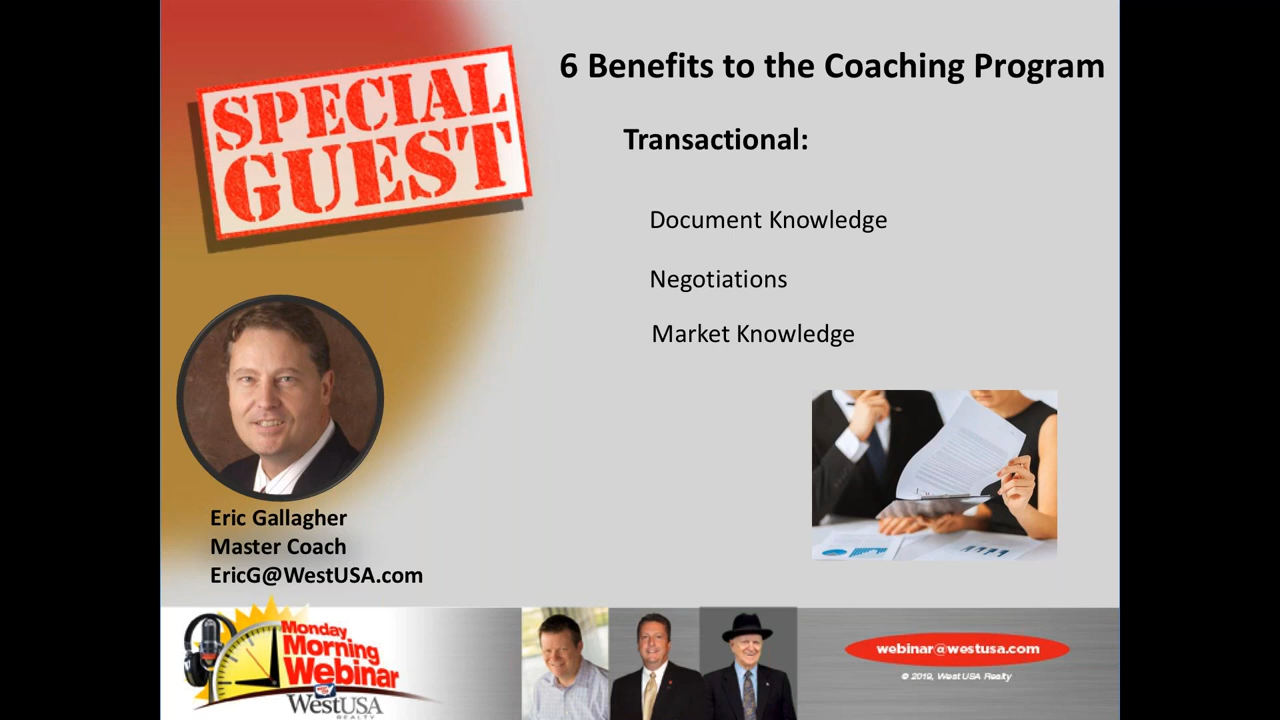 SPECIAL
GUEST
6 Benefits to the Coaching Program
Transactional:
Document Knowledge
Negotiations
Market Knowledge
Eric Gallagher
Master Coach
EricG@WestUSA.com
Monday
Morning
Webinar
WestUSA
REALTY
webinar@westusa.com
© 2019, West USA Realty